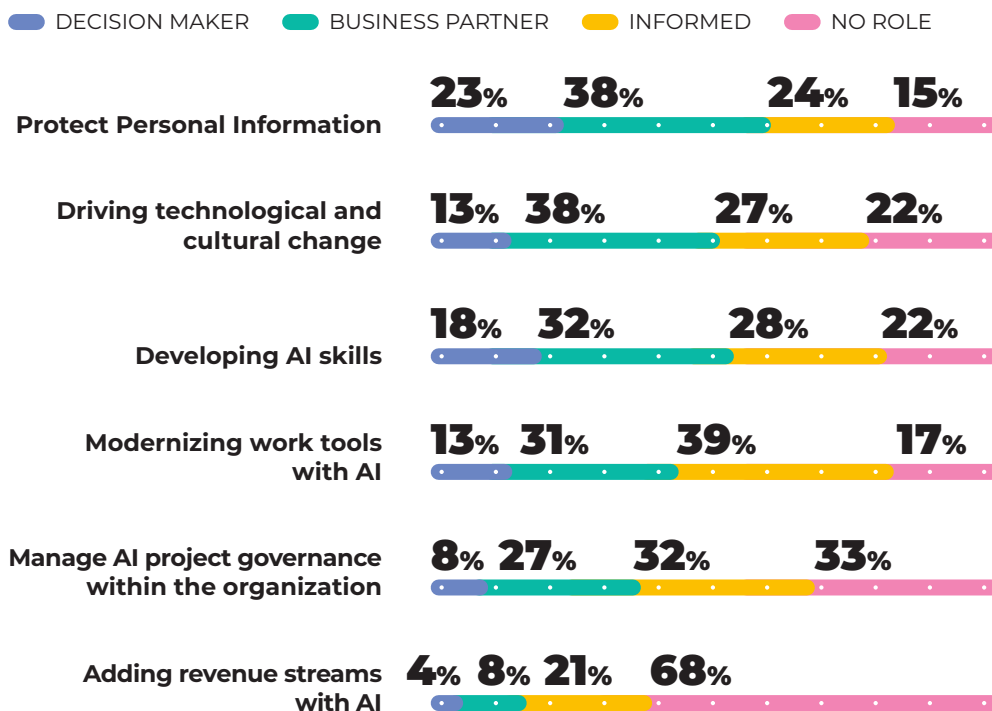 DECISION MAKER BUSINESS PARTNER INFORMED NO ROLE
23% 38% 24% 15%
Protect Personal Information
13% 38% 27% 22%
Driving technological and
cultural change
18% 32% 28% 22%
Developing AI skills
13% 31% 39% 17%
Modernizing work tools
with AI
8% 27% 32% 33%
Manage AI project governance
within the organization
4% 8% 21% 68%
Adding revenue streams
with AI